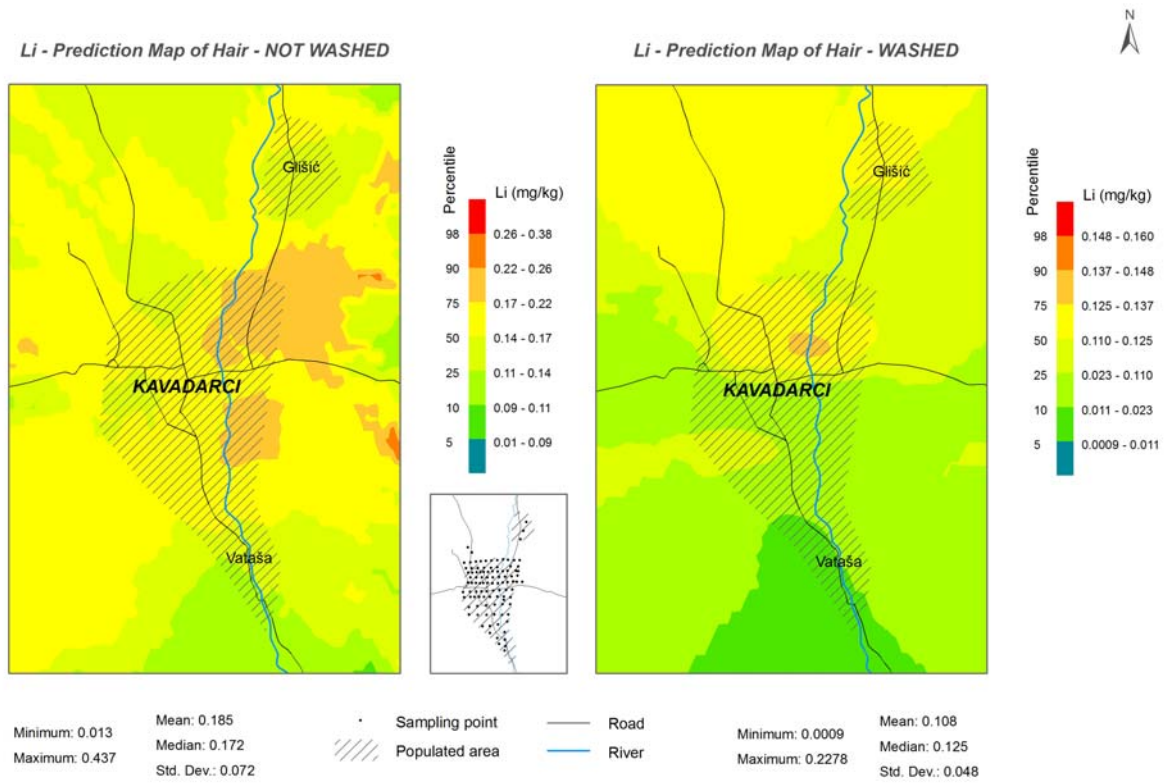 N
Li - Prediction Map of Hair - NOT WASHED
Li - Prediction Map of Hair - WASHED
Glišić
KAVADARCI
Vataša
Percentile
Li (mg/kg)
98
90
75
50
25
10
5
0.26 - 0.38
0.22 - 0.26
0.17 - 0.22
0.14 - 0.17
0.11 - 0.14
0.09 - 0.11
0.01 - 0.09
Glišić
KAVADARCI
Vataša
Percentile
Li (mg/kg)
98
90
75
50
25
10
5
0.148 - 0.160
0.137 - 0.148
0.125 - 0.137
0.110 - 0.125
0.023 - 0.110
0.011 - 0.023
0.0009 - 0.011
Minimum: 0.013
Maximum: 0.437
Mean: 0.185
Median: 0.172
Std. Dev.: 0.072
Sampling point
Populated area
Road
River
Minimum: 0.0009
Maximum: 0.2278
Mean: 0.108
Median: 0.125
Std. Dev.: 0.048